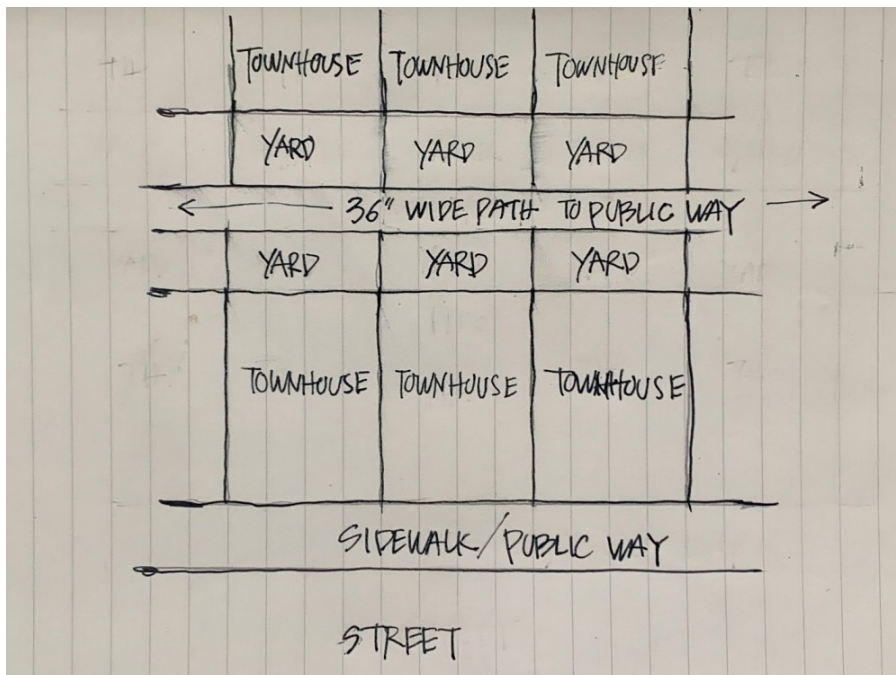 TOWNHOUSE TOWNHOUSE TOWNHOUSE
YARD YARD YARD
36" WIDE PATH TO PUBLIC WAY
YARD YARD YARD
TOWNHOUSE TOWNHOUSE TOWNHOUSE
SIDEWALK/PUBLIC WAY
STREET